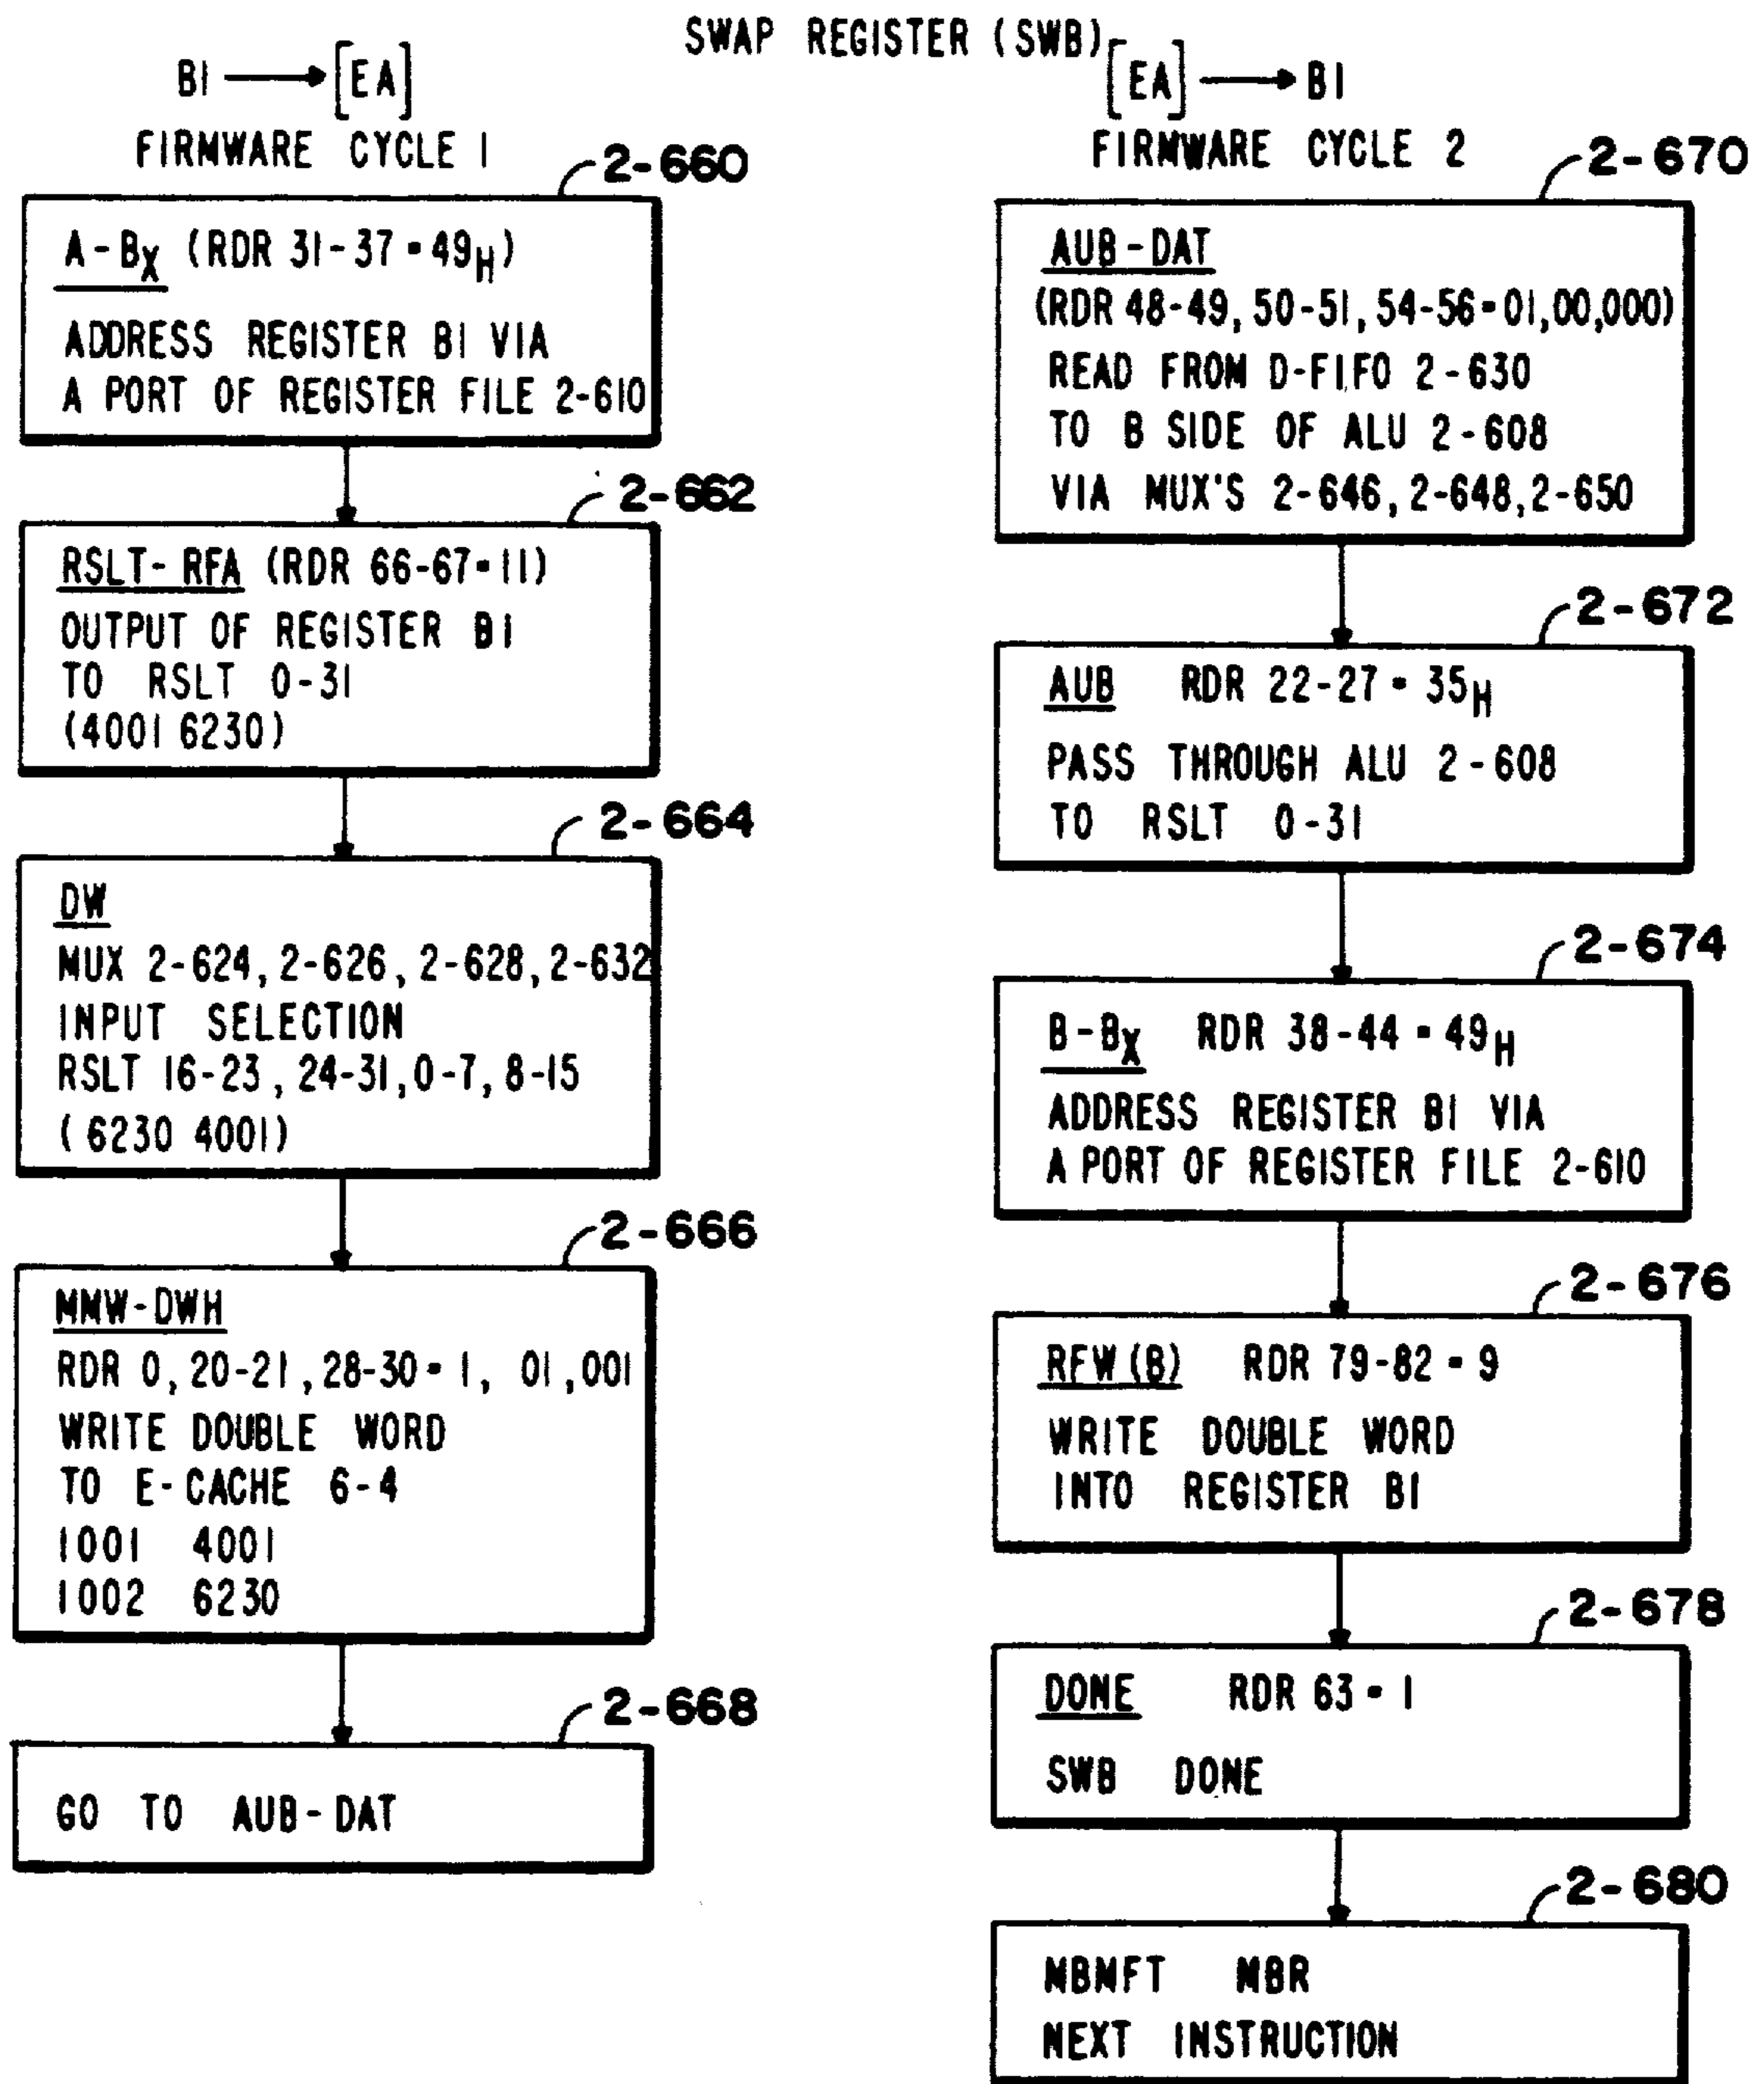 SWAP REGISTER (SWB)
B1 → [EA]
FIRMWARE CYCLE 1
2-660
A-BX (RDR 31-37=49H)
ADDRESS REGISTER B1 VIA
A PORT OF REGISTER FILE 2-610
2-662
RSLT-RFA (RDR 66-67=11)
OUTPUT OF REGISTER B1
TO RSLT 0-31
(4001 6230)
2-664
DW
MUX 2-624, 2-626, 2-628, 2-632
INPUT SELECTION
RSLT 16-23, 24-31, 0-7, 8-15
(6230 4001)
2-666
MMW-DWH
RDR 0, 20-21, 28-30=1, 01, 001
WRITE DOUBLE WORD
TO E-CACHE 6-4
1001 4001
1002 6230
2-668
GO TO AUB-DAT
[EA] → B1
FIRMWARE CYCLE 2
2-670
AUB-DAT
(RDR 48-49, 50-51, 54-56=01,00,000)
READ FROM D-FIFO 2-630
TO B SIDE OF ALU 2-608
VIA MUX'S 2-646, 2-648, 2-650
2-672
AUB RDR 22-27=35H
PASS THROUGH ALU 2-608
TO RSLT 0-31
2-674
B-BX RDR 38-44=49H
ADDRESS REGISTER B1 VIA
A PORT OF REGISTER FILE 2-610
2-676
RFW(B) RDR 79-82=9
WRITE DOUBLE WORD
INTO REGISTER B1
2-678
DONE RDR 63=1
SWB DONE
2-680
MBMFT MBR
NEXT INSTRUCTION